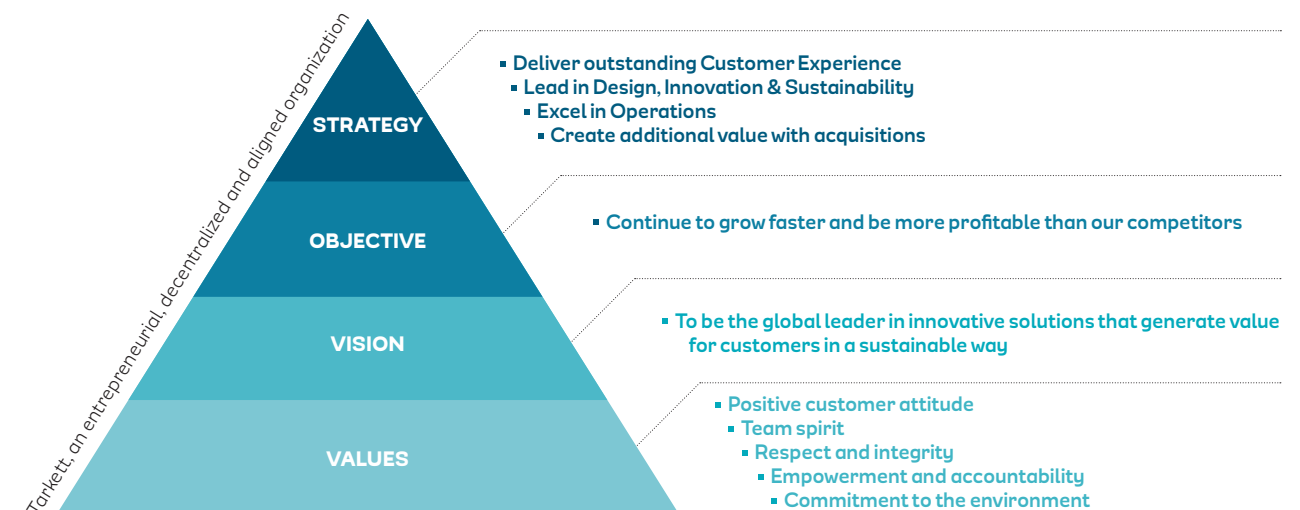 Tarkett, an entrepreneurial, decentralized and aligned organization
STRATEGY
▪ Deliver outstanding Customer Experience
▪ Lead in Design, Innovation & Sustainability
▪ Excel in Operations
▪ Create additional value with acquisitions
OBJECTIVE
▪ Continue to grow faster and be more profitable than our competitors
VISION
▪ To be the global leader in innovative solutions that generate value
for customers in a sustainable way
VALUES
▪ Positive customer attitude
▪ Team spirit
▪ Respect and integrity
▪ Empowerment and accountability
▪ Commitment to the environment